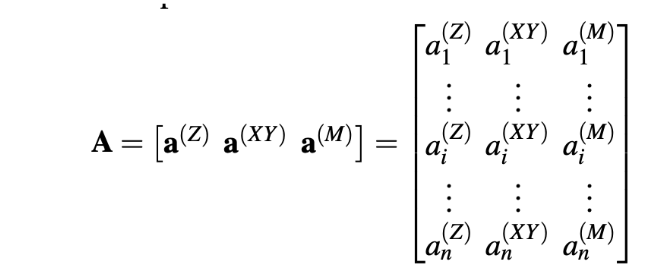 A = [a^(Z) a^(XY) a^(M)] = [a_1^(Z) a_1^(XY) a_1^(M)
⋮ ⋮ ⋮
a_i^(Z) a_i^(XY) a_i^(M)
⋮ ⋮ ⋮
a_n^(Z) a_n^(XY) a_n^(M)]